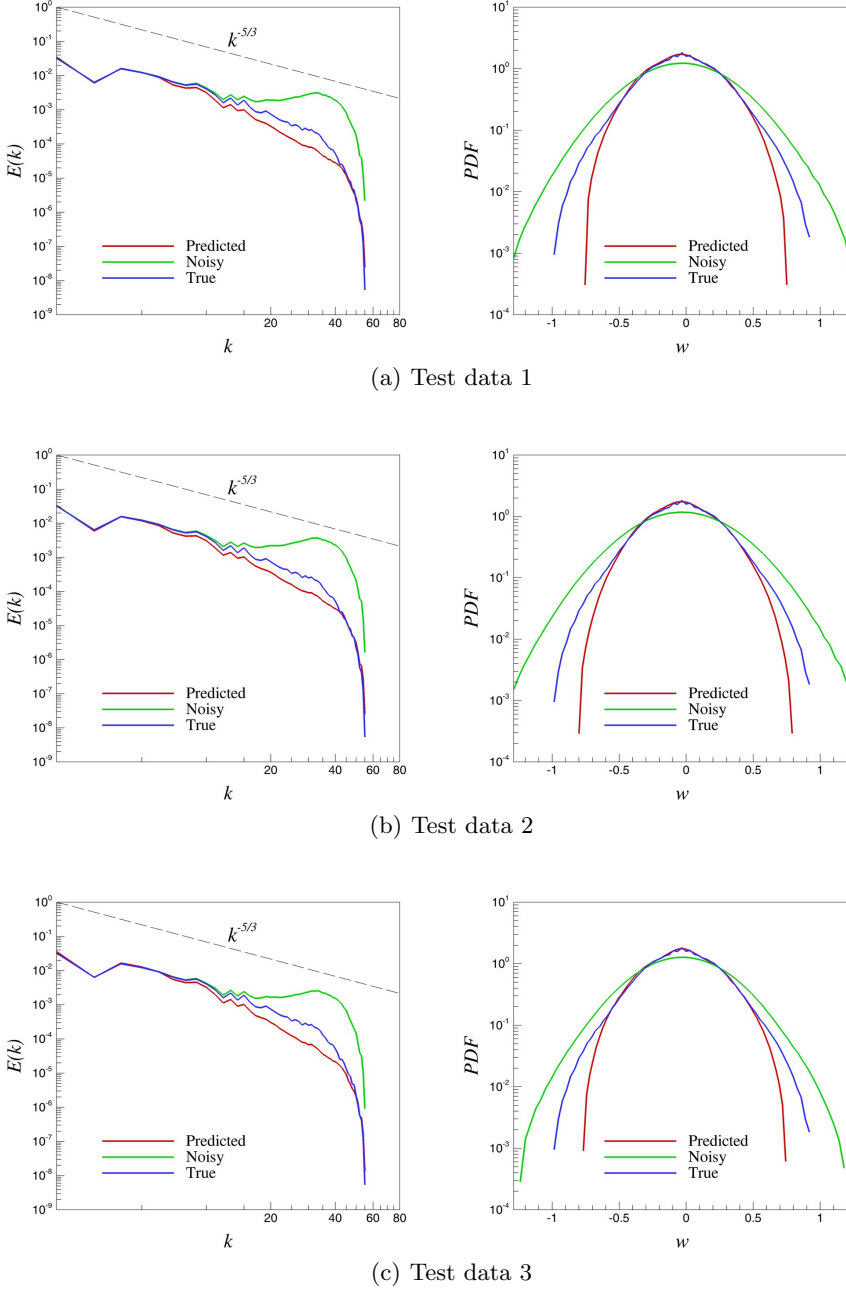 10^0
10^-1
10^-2
10^-3
10^-4
10^-5
10^-6
10^-7
10^-8
10^-9
E(k)
k^-5/3
Predicted
Noisy
True
20 40 60 80
k
10^1
10^0
10^-1
10^-2
10^-3
10^-4
PDF
Predicted
Noisy
True
-1 -0.5 0 0.5 1
w
(a) Test data 1
10^0
10^-1
10^-2
10^-3
10^-4
10^-5
10^-6
10^-7
10^-8
10^-9
E(k)
k^-5/3
Predicted
Noisy
True
20 40 60 80
k
10^1
10^0
10^-1
10^-2
10^-3
10^-4
PDF
Predicted
Noisy
True
-1 -0.5 0 0.5 1
w
(b) Test data 2
10^0
10^-1
10^-2
10^-3
10^-4
10^-5
10^-6
10^-7
10^-8
10^-9
E(k)
k^-5/3
Predicted
Noisy
True
20 40 60 80
k
10^1
10^0
10^-1
10^-2
10^-3
10^-4
PDF
Predicted
Noisy
True
-1 -0.5 0 0.5 1
w
(c) Test data 3